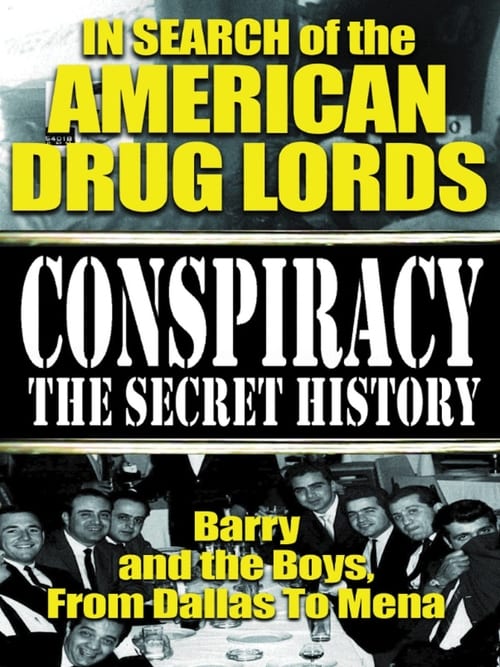 IN SEARCH of the
AMERICAN
DRUG LORDS
CONSPIRACY
THE SECRET HISTORY
Barry
and the Boys,
From Dallas To Mena